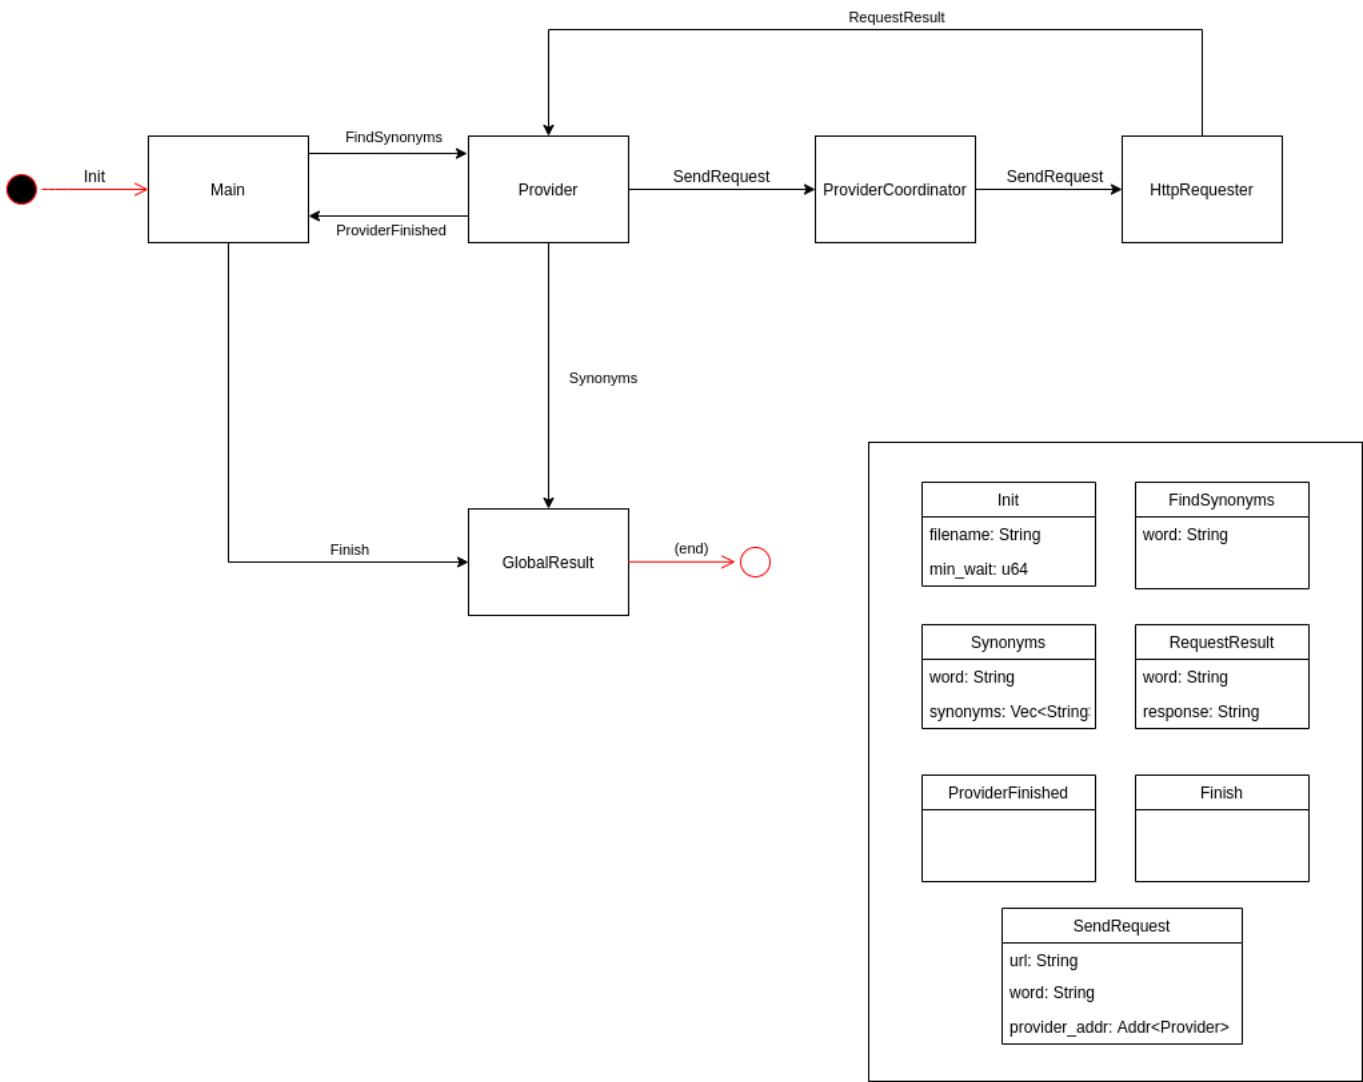 RequestResult
FindSynonyms
Init
Main
Provider
SendRequest
ProviderCoordinator
SendRequest
HttpRequester
ProviderFinished
Synonyms
Finish
GlobalResult
(end)
Init
filename: String
min_wait: u64
FindSynonyms
word: String
Synonyms
word: String
synonyms: Vec<String
RequestResult
word: String
response: String
ProviderFinished
Finish
SendRequest
url: String
word: String
provider_addr: Addr<Provider>